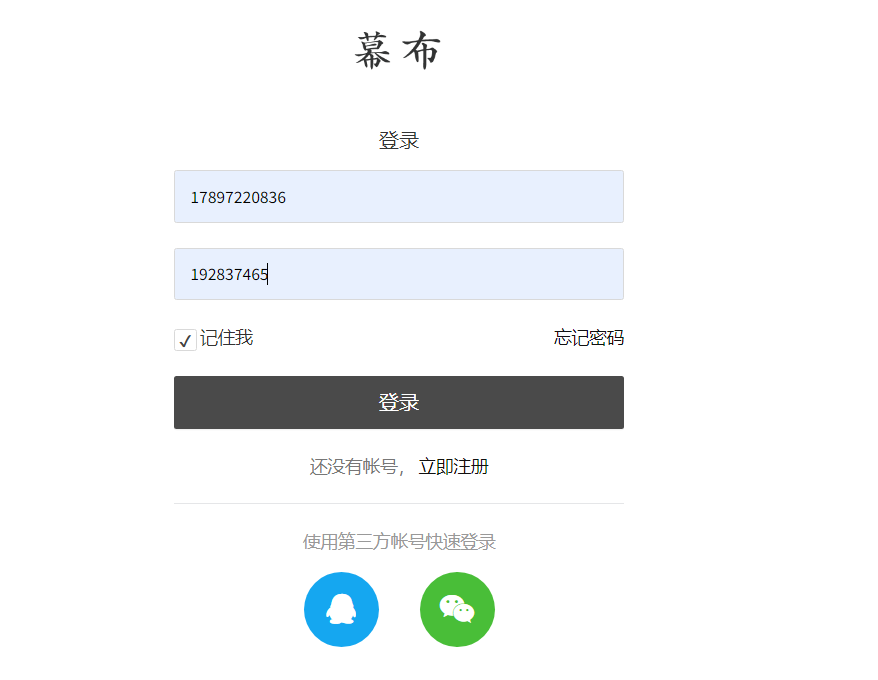 幕布
登录
17897220836
192837465
记住我
忘记密码
登录
还没有帐号， 立即注册
使用第三方帐号快速登录